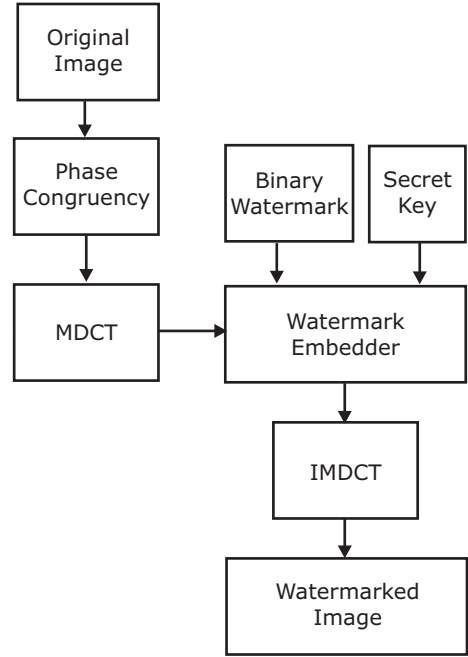 Original
Image
Phase
Congruency
Binary
Watermark
Secret
Key
MDCT
Watermark
Embedder
IMDCT
Watermarked
Image